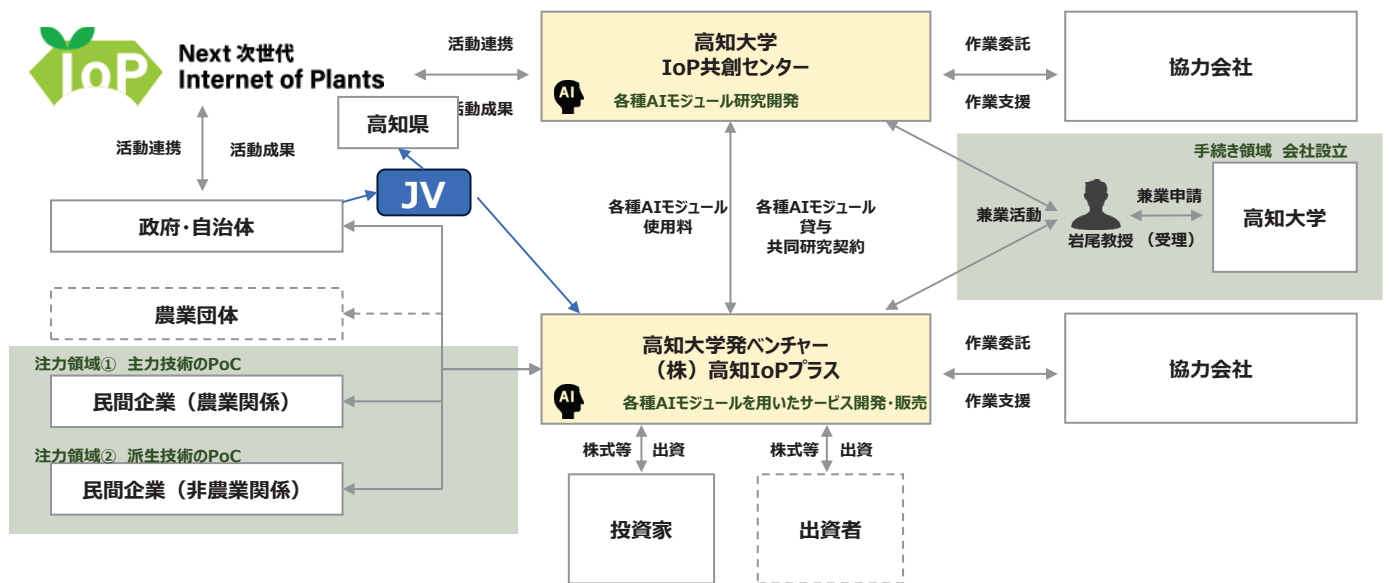 IoP
Next 次世代
Internet of Plants
活動連携
活動成果
高知大学
IoP共創センター
AI
各種AIモジュール研究開発
作業委託
作業支援
協力会社
高知県
活動連携
活動成果
JV
政府・自治体
各種AIモジュール
使用料
各種AIモジュール
貸与
共同研究契約
手続き領域 会社設立
兼業活動
岩尾教授
兼業申請
(受理)
高知大学
農業団体
注力領域① 主力技術のPoC
民間企業（農業関係）
注力領域② 派生技術のPoC
民間企業（非農業関係）
高知大学発ベンチャー
（株）高知IoPプラス
AI
各種AIモジュールを用いたサービス開発・販売
作業委託
作業支援
協力会社
株式等
出資
株式等
出資
投資家
出資者